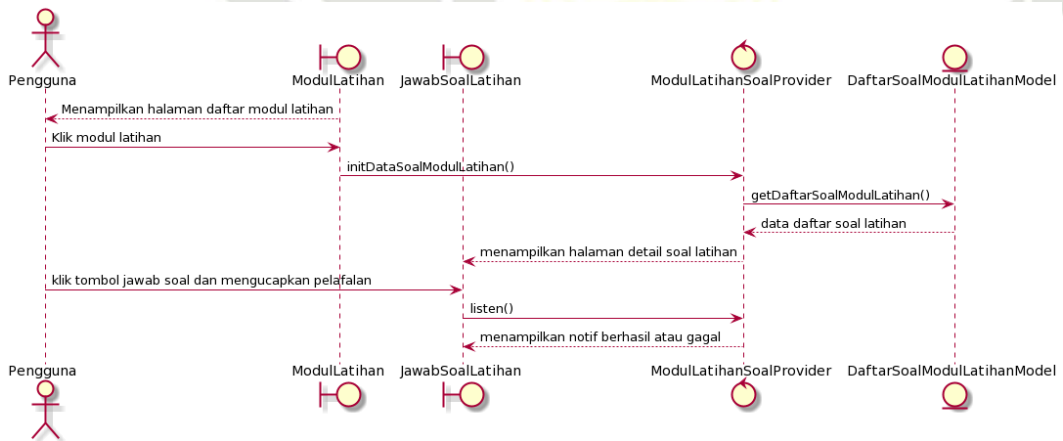 Pengguna
ModulLatihan
JawabSoalLatihan
ModulLatihanSoalProvider
DaftarSoalModulLatihanModel
Menampilkan halaman daftar modul latihan
Klik modul latihan
initDataSoalModulLatihan()
getDaftarSoalModulLatihan()
data daftar soal latihan
menampilkan halaman detail soal latihan
klik tombol jawab soal dan mengucapkan pelafalan
listen()
menampilkan notif berhasil atau gagal
Pengguna
ModulLatihan
JawabSoalLatihan
ModulLatihanSoalProvider
DaftarSoalModulLatihanModel